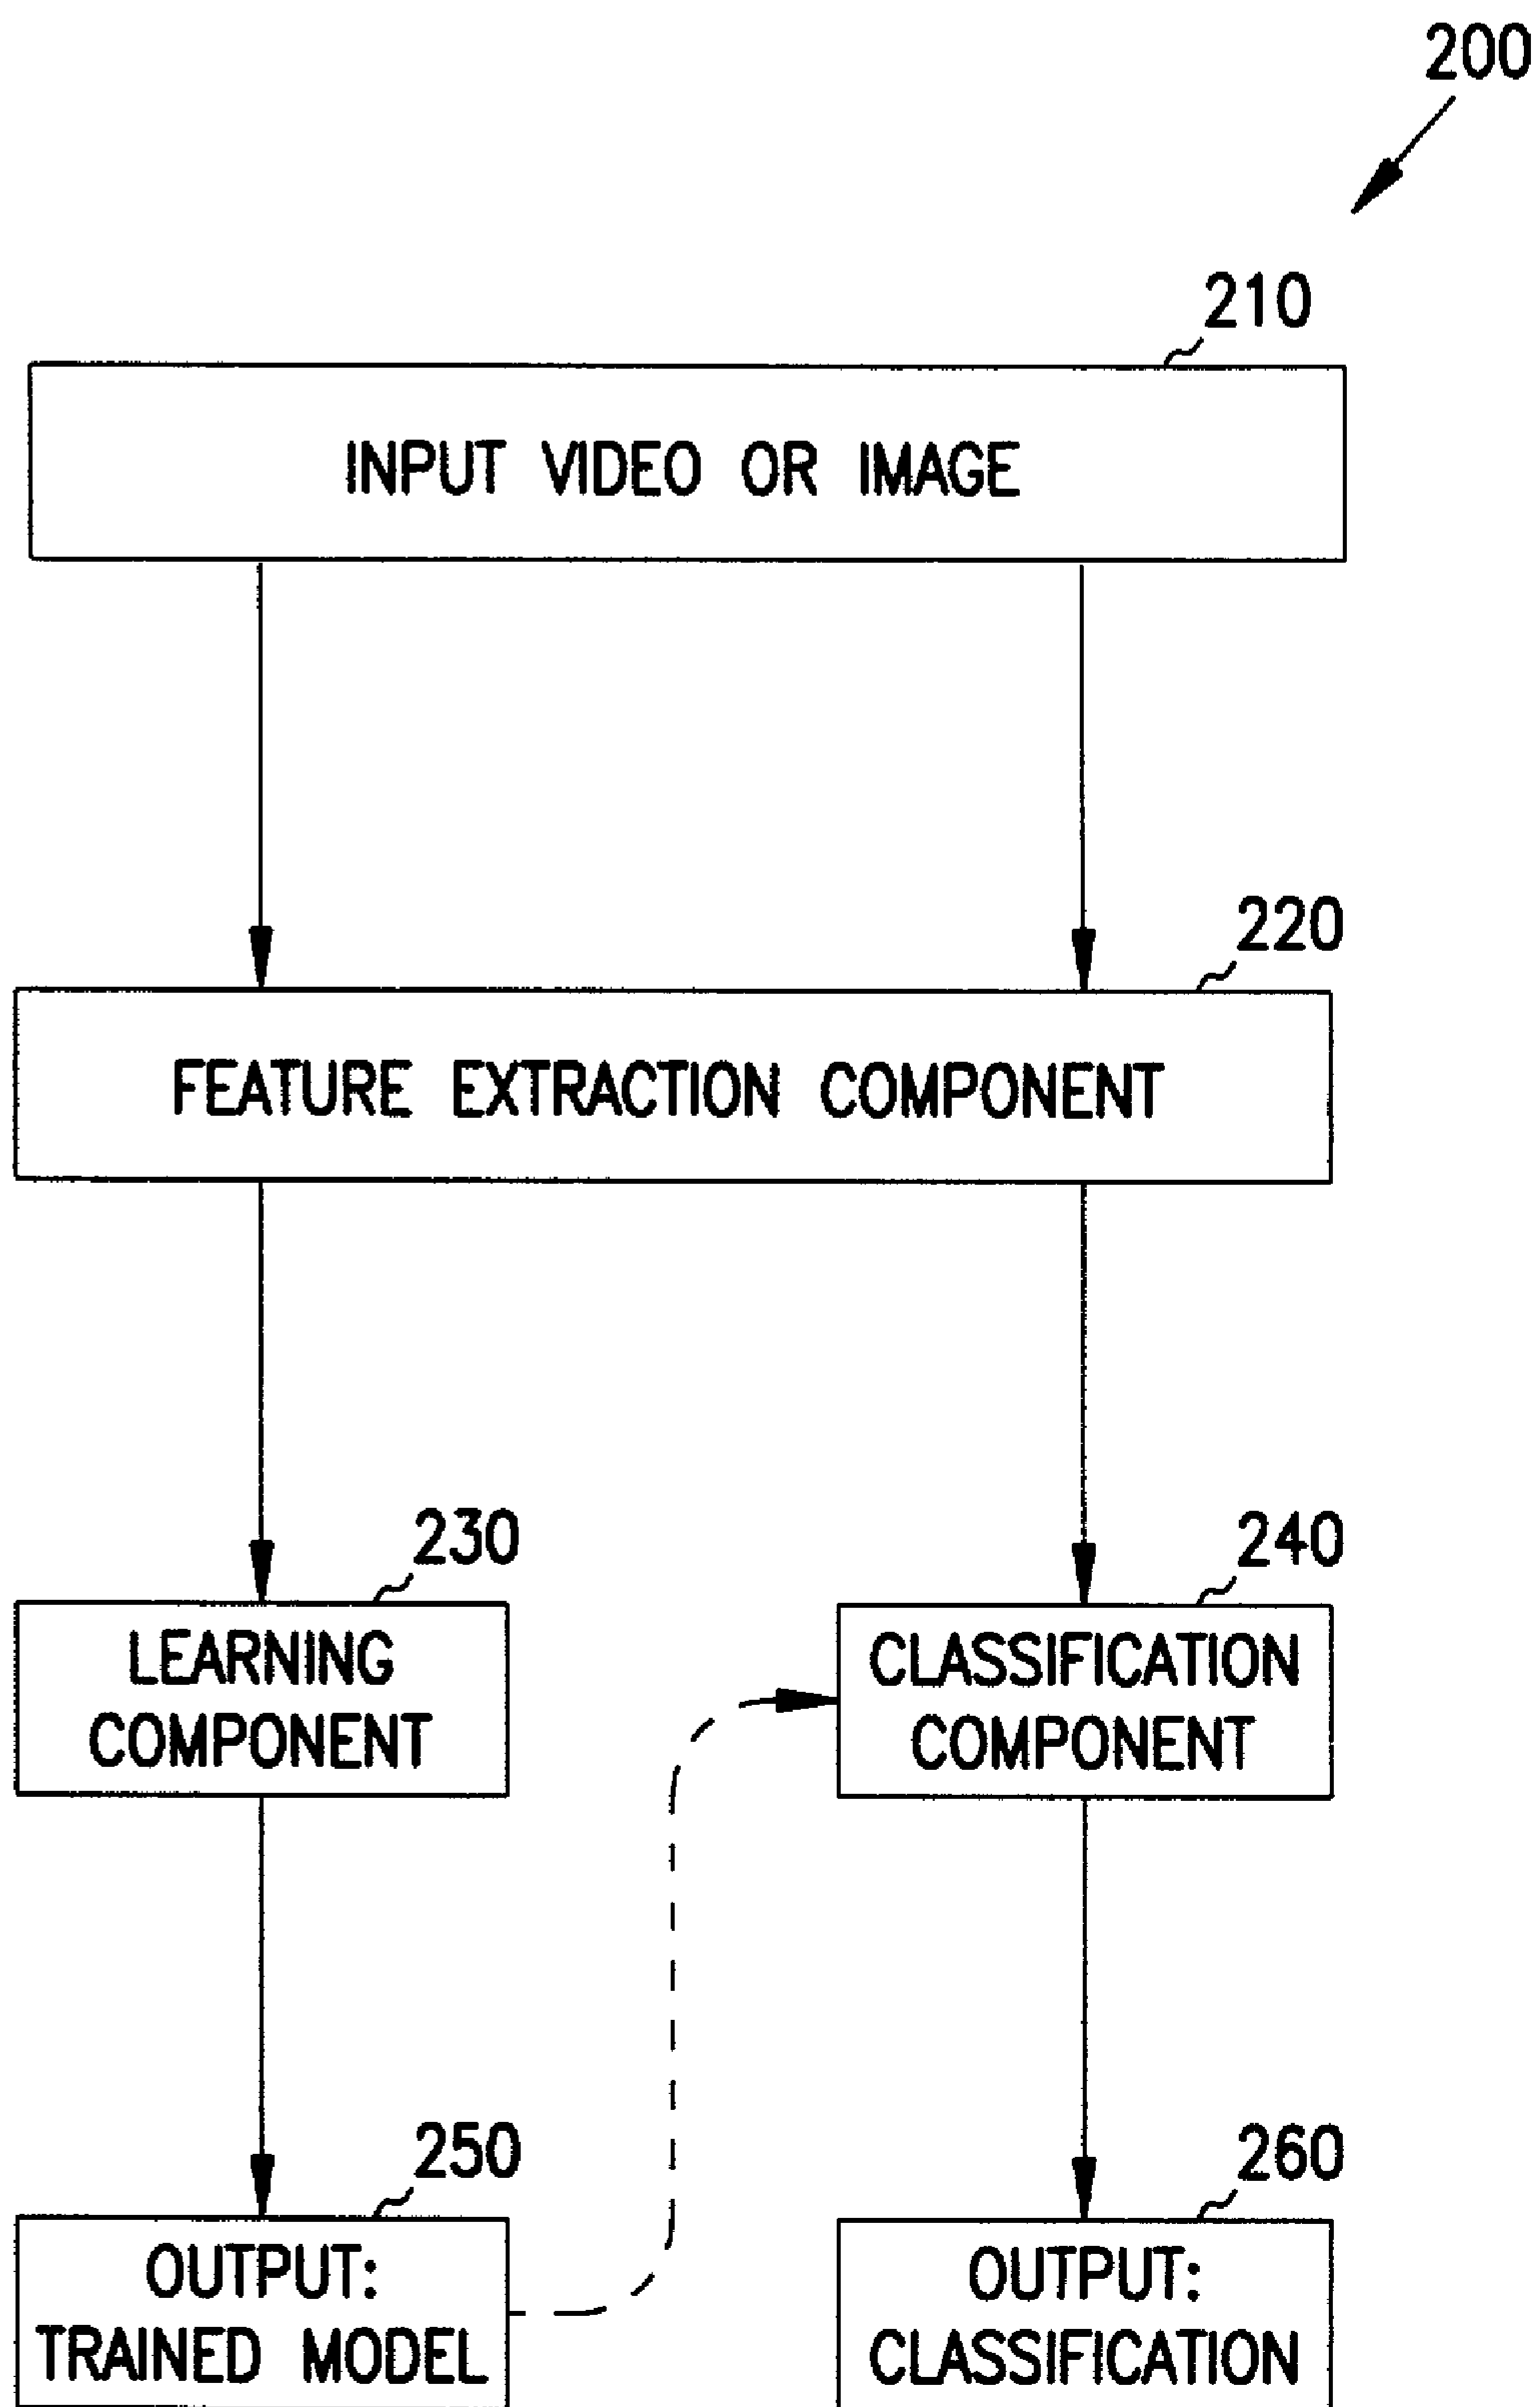 200
210
INPUT VIDEO OR IMAGE
220
FEATURE EXTRACTION COMPONENT
230
LEARNING
COMPONENT
240
CLASSIFICATION
COMPONENT
250
OUTPUT:
TRAINED MODEL
260
OUTPUT:
CLASSIFICATION